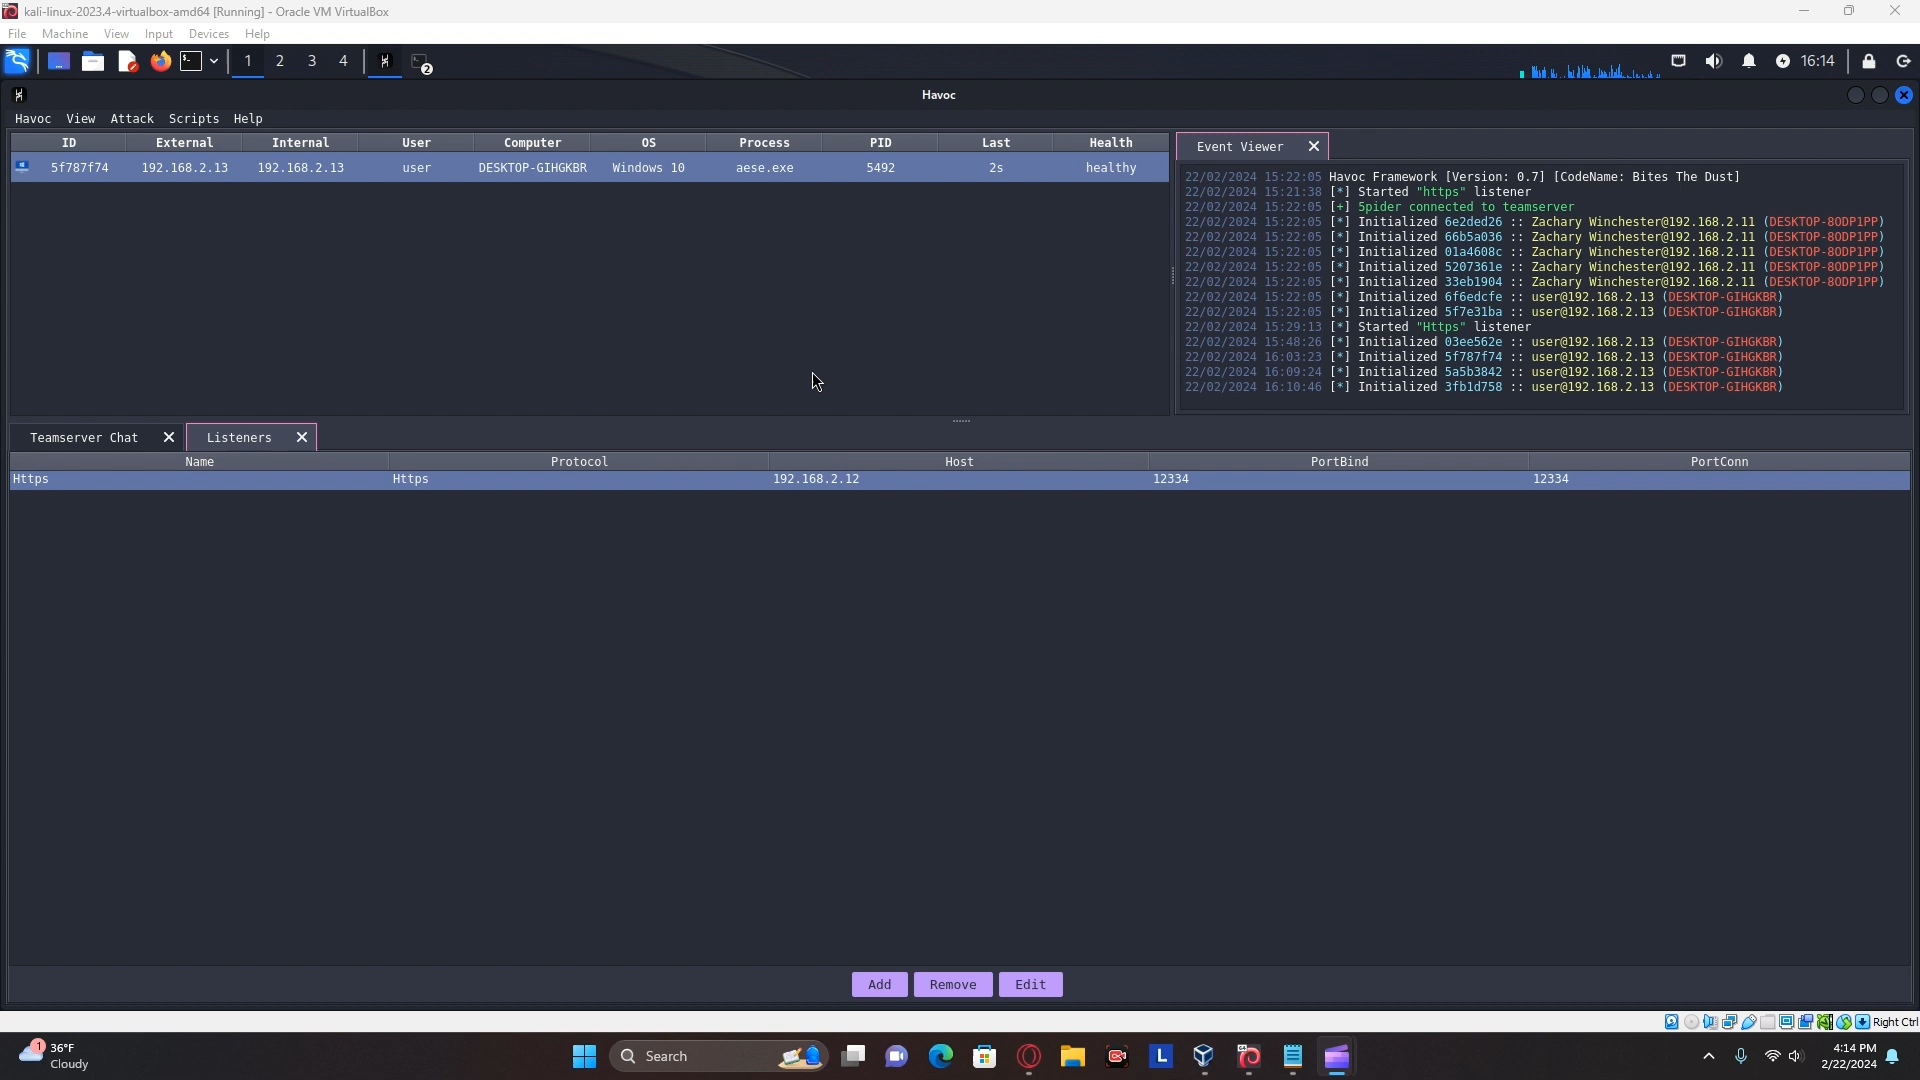 kali-linux-2023.4-virtualbox-amd64 [Running] - Oracle VM VirtualBox
File Machine View Input Devices Help
1 2 3 4 2 16:14
Havoc
Havoc View Attack Scripts Help
ID External Internal User Computer OS Process PID Last Health
5f787f74 192.168.2.13 192.168.2.13 user DESKTOP-GIHGKBR Windows 10 aese.exe 5492 2s healthy
Event Viewer
22/02/2024 15:22:05 Havoc Framework [Version: 0.7] [CodeName: Bites The Dust]
22/02/2024 15:21:38 [*] Started "https" listener
22/02/2024 15:22:05 [+] 5pider connected to teamserver
22/02/2024 15:22:05 [*] Initialized 6e2ded26 :: Zachary Winchester@192.168.2.11 (DESKTOP-8ODP1PP)
22/02/2024 15:22:05 [*] Initialized 66b5a036 :: Zachary Winchester@192.168.2.11 (DESKTOP-8ODP1PP)
22/02/2024 15:22:05 [*] Initialized 01a4608c :: Zachary Winchester@192.168.2.11 (DESKTOP-8ODP1PP)
22/02/2024 15:22:05 [*] Initialized 5207361e :: Zachary Winchester@192.168.2.11 (DESKTOP-8ODP1PP)
22/02/2024 15:22:05 [*] Initialized 33eb1904 :: Zachary Winchester@192.168.2.11 (DESKTOP-8ODP1PP)
22/02/2024 15:22:05 [*] Initialized 6f6edcfe :: user@192.168.2.13 (DESKTOP-GIHGKBR)
22/02/2024 15:22:05 [*] Initialized 5f7e31ba :: user@192.168.2.13 (DESKTOP-GIHGKBR)
22/02/2024 15:29:13 [*] Started "Https" listener
22/02/2024 15:48:26 [*] Initialized 03ee562e :: user@192.168.2.13 (DESKTOP-GIHGKBR)
22/02/2024 16:03:23 [*] Initialized 5f787f74 :: user@192.168.2.13 (DESKTOP-GIHGKBR)
22/02/2024 16:09:24 [*] Initialized 5a5b3842 :: user@192.168.2.13 (DESKTOP-GIHGKBR)
22/02/2024 16:10:46 [*] Initialized 3fb1d758 :: user@192.168.2.13 (DESKTOP-GIHGKBR)
Teamserver Chat Listeners
Name Protocol Host PortBind PortConn
Https Https 192.168.2.12 12334 12334
Add Remove Edit
Right Ctrl
1 36°F
Cloudy
Search
L
4:14 PM
2/22/2024